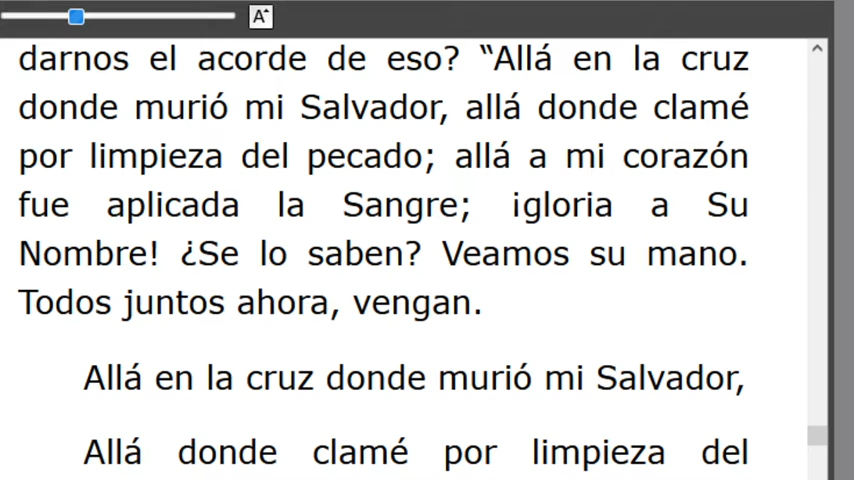 A
darnos el acorde de eso? “Allá en la cruz
donde murió mi Salvador, allá donde clamé
por limpieza del pecado; allá a mi corazón
fue aplicada la Sangre; ¡gloria a Su
Nombre! ¿Se lo saben? Veamos su mano.
Todos juntos ahora, vengan.
Allá en la cruz donde murió mi Salvador,
Allá donde clamé por limpieza del